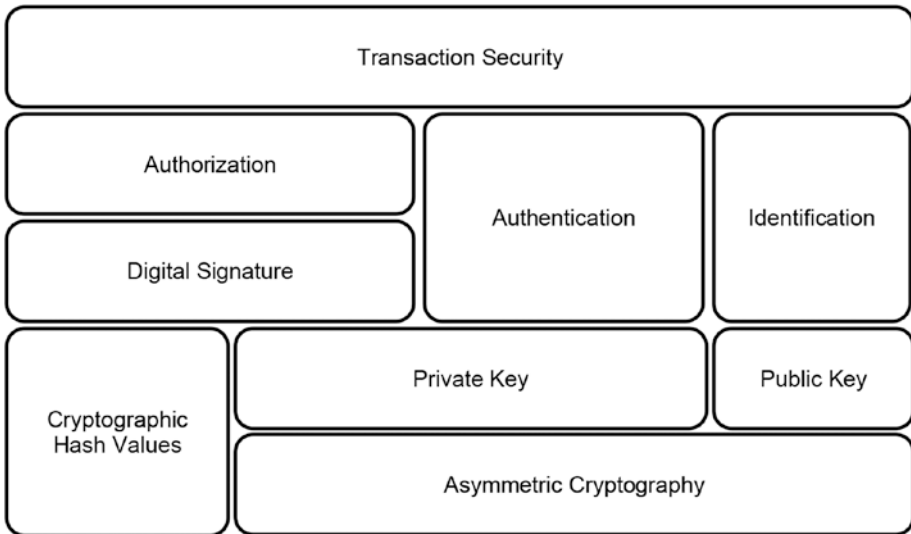 Transaction Security
Authorization
Authentication
Identification
Digital Signature
Cryptographic
Hash Values
Private Key
Public Key
Asymmetric Cryptography